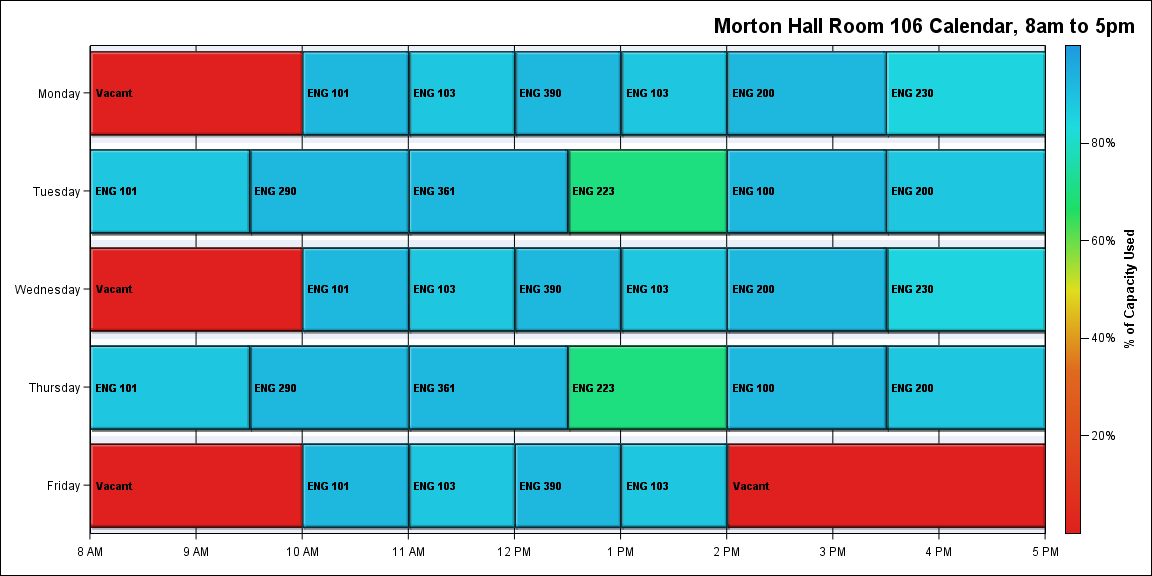 Morton Hall Room 106 Calendar, 8am to 5pm
Monday
Vacant
ENG 101
ENG 103
ENG 390
ENG 103
ENG 200
ENG 230
Tuesday
ENG 101
ENG 290
ENG 361
ENG 223
ENG 100
ENG 200
Wednesday
Vacant
ENG 101
ENG 103
ENG 390
ENG 103
ENG 200
ENG 230
Thursday
ENG 101
ENG 290
ENG 361
ENG 223
ENG 100
ENG 200
Friday
Vacant
ENG 101
ENG 103
ENG 390
ENG 103
Vacant
8 AM
9 AM
10 AM
11 AM
12 PM
1 PM
2 PM
3 PM
4 PM
5 PM
80%
60%
40%
20%
% of Capacity Used